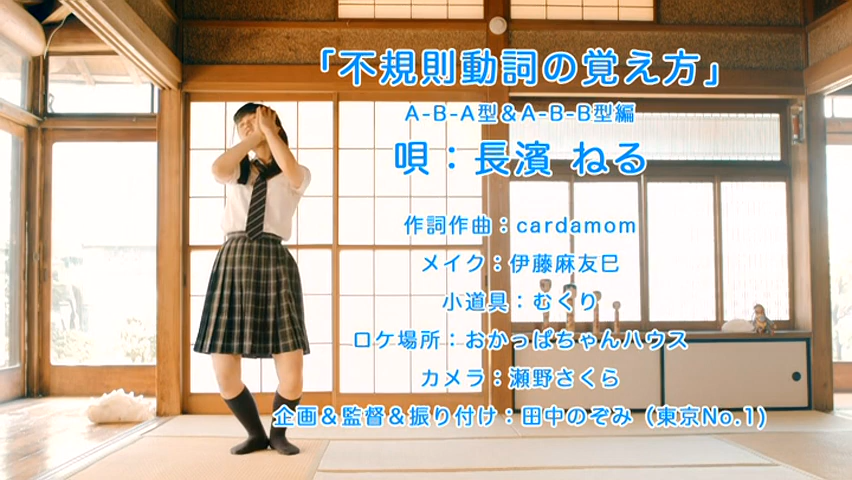 「不規則動詞の覚え方」
A-B-A型＆A-B-B型編
唄：長濱 ねる
作詞作曲：cardamom
メイク：伊藤麻友巳
小道具：むくり
ロケ場所：おかっぱちゃんハウス
カメラ：瀬野さくら
企画＆監督＆振り付け：田中のぞみ（東京No.1）